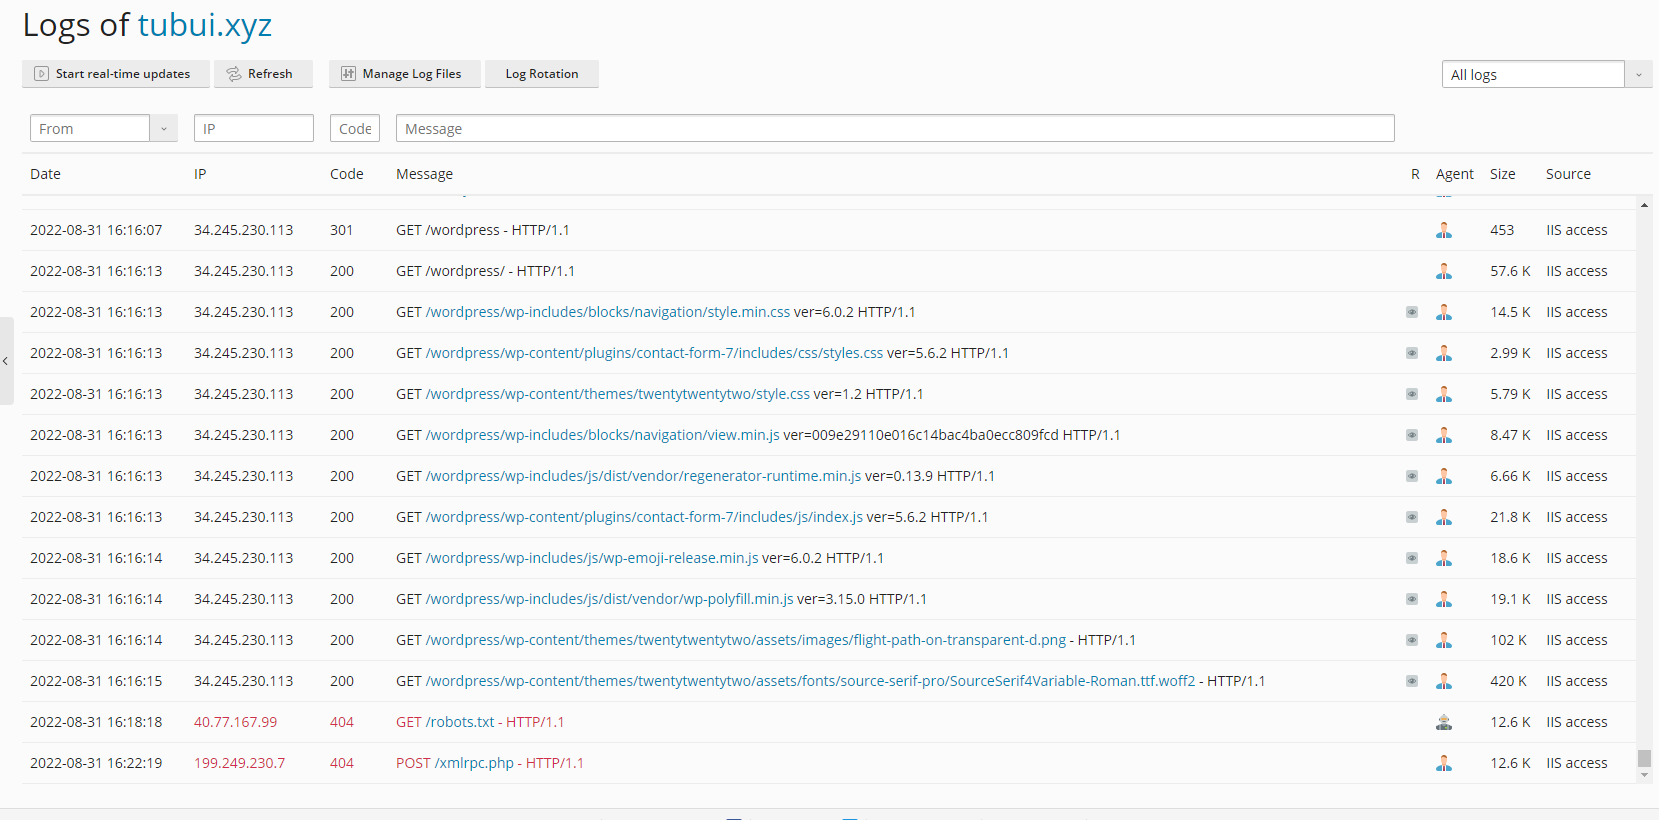 Logs of tubui.xyz
Start real-time updates Refresh Manage Log Files Log Rotation All logs
From IP Code Message
Date IP Code Message R Agent Size Source
2022-08-31 16:16:07 34.245.230.113 301 GET /wordpress - HTTP/1.1 453 IIS access
2022-08-31 16:16:13 34.245.230.113 200 GET /wordpress/ - HTTP/1.1 57.6 K IIS access
2022-08-31 16:16:13 34.245.230.113 200 GET /wordpress/wp-includes/blocks/navigation/style.min.css ver=6.0.2 HTTP/1.1 14.5 K IIS access
2022-08-31 16:16:13 34.245.230.113 200 GET /wordpress/wp-content/plugins/contact-form-7/includes/css/styles.css ver=5.6.2 HTTP/1.1 2.99 K IIS access
2022-08-31 16:16:13 34.245.230.113 200 GET /wordpress/wp-content/themes/twentytwentytwo/style.css ver=1.2 HTTP/1.1 5.79 K IIS access
2022-08-31 16:16:13 34.245.230.113 200 GET /wordpress/wp-includes/blocks/navigation/view.min.js ver=009e29110e016c14bac4ba0ecc809fcd HTTP/1.1 8.47 K IIS access
2022-08-31 16:16:13 34.245.230.113 200 GET /wordpress/wp-includes/js/dist/vendor/regenerator-runtime.min.js ver=0.13.9 HTTP/1.1 6.66 K IIS access
2022-08-31 16:16:13 34.245.230.113 200 GET /wordpress/wp-content/plugins/contact-form-7/includes/js/index.js ver=5.6.2 HTTP/1.1 21.8 K IIS access
2022-08-31 16:16:14 34.245.230.113 200 GET /wordpress/wp-includes/js/wp-emoji-release.min.js ver=6.0.2 HTTP/1.1 18.6 K IIS access
2022-08-31 16:16:14 34.245.230.113 200 GET /wordpress/wp-includes/js/dist/vendor/wp-polyfill.min.js ver=3.15.0 HTTP/1.1 19.1 K IIS access
2022-08-31 16:16:14 34.245.230.113 200 GET /wordpress/wp-content/themes/twentytwentytwo/assets/images/flight-path-on-transparent-d.png - HTTP/1.1 102 K IIS access
2022-08-31 16:16:15 34.245.230.113 200 GET /wordpress/wp-content/themes/twentytwentytwo/assets/fonts/source-serif-pro/SourceSerif4Variable-Roman.ttf.woff2 - HTTP/1.1 420 K IIS access
2022-08-31 16:18:18 40.77.167.99 404 GET /robots.txt - HTTP/1.1 12.6 K IIS access
2022-08-31 16:22:19 199.249.230.7 404 POST /xmlrpc.php - HTTP/1.1 12.6 K IIS access